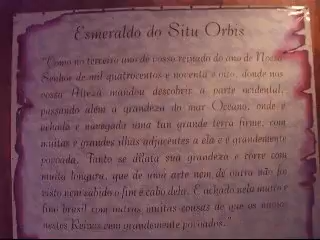 Esmeraldo do Situ Orbis
"Como no terceiro ano de vosso reinado do ano de Nosso
Senhor de mil quatrocentos e noventa e oito, donde nos
vossa Alteza mandou descobrir a parte ocidental,
passando além a grandeza do mar Oceano, onde é
achada e navegada uma tan grande terra firme, com
muitas e grandes ilhas adjacentes a ela e é grandemente
povoada. Tanto se dilata sua grandeza e corre com
muita longura, que de uma arte nem de outra não foi
visto nem sabido o fim e cabo dela. É achado nela muito e
fino brasil com outras muitas cousas de que os navios
nestes Reinos vem grandemente povoados."